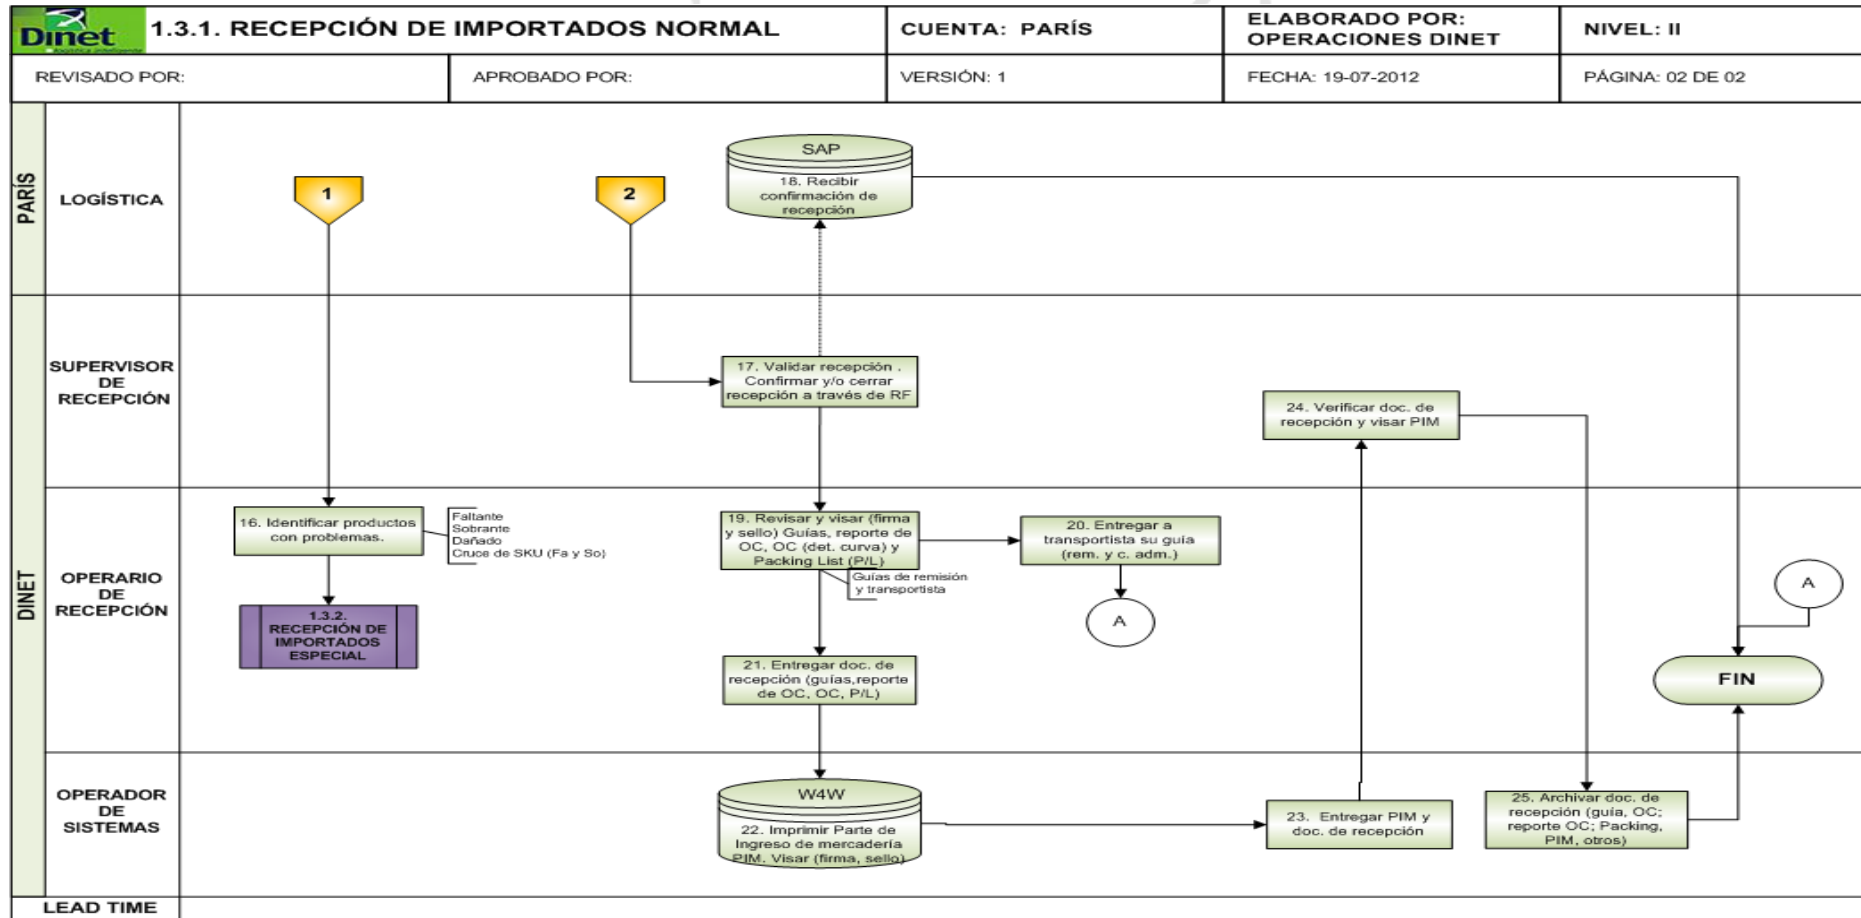 Dinet
logística inteligente
1.3.1. RECEPCIÓN DE IMPORTADOS NORMAL
CUENTA: PARÍS
ELABORADO POR:
OPERACIONES DINET
NIVEL: II
REVISADO POR:
APROBADO POR:
VERSIÓN: 1
FECHA: 19-07-2012
PÁGINA: 02 DE 02
PARÍS
LOGÍSTICA
1
2
SAP
18. Recibir
confirmación de
recepción
DINET
SUPERVISOR
DE
RECEPCIÓN
17. Validar recepción .
Confirmar y/o cerrar
recepción a través de RF
24. Verificar doc. de
recepción y visar PIM
OPERARIO
DE
RECEPCIÓN
16. Identificar productos
con problemas.
Faltante
Sobrante
Dañado
Cruce de SKU (Fa y So)
1.3.2.
RECEPCIÓN DE
IMPORTADOS
ESPECIAL
19. Revisar y visar (firma
y sello) Guías, reporte de
OC, OC (det. curva) y
Packing List (P/L)
Guías de remisión
y transportista
20. Entregar a
transportista su guía
(rem. y c. adm.)
A
A
21. Entregar doc. de
recepción (guías,reporte
de OC, OC, P/L)
FIN
OPERADOR
DE
SISTEMAS
W4W
22. Imprimir Parte de
Ingreso de mercadería
PIM. Visar (firma, sello)
23. Entregar PIM y
doc. de recepción
25. Archivar doc. de
recepción (guía, OC;
reporte OC; Packing,
PIM, otros)
LEAD TIME